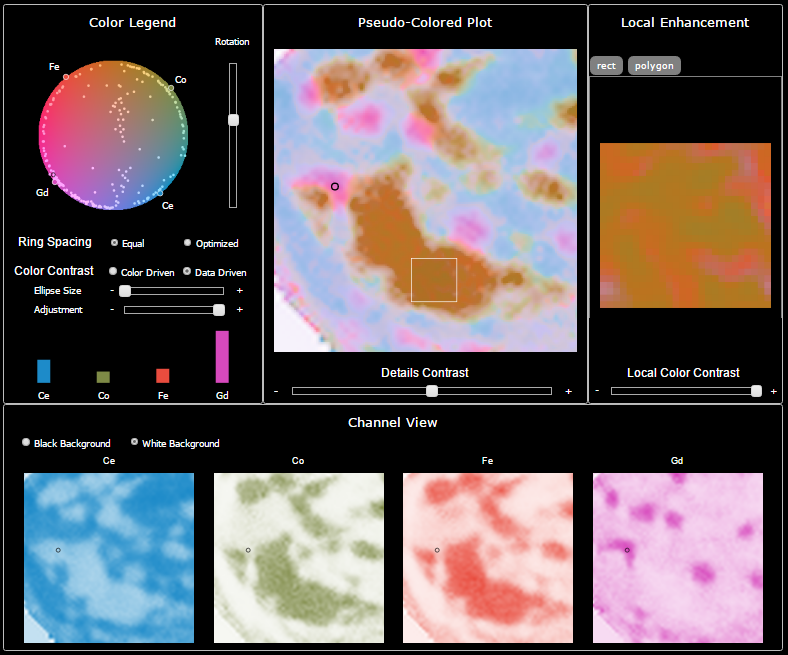 Color Legend
Rotation
Fe
Co
Gd
Ce
Ring Spacing Equal Optimized
Color Contrast Color Driven Data Driven
Ellipse Size - +
Adjustment - +
Ce Co Fe Gd
Pseudo-Colored Plot
Details Contrast
- +
Local Enhancement
rect polygon
Local Color Contrast
- +
Channel View
Black Background White Background
Ce Co Fe Gd